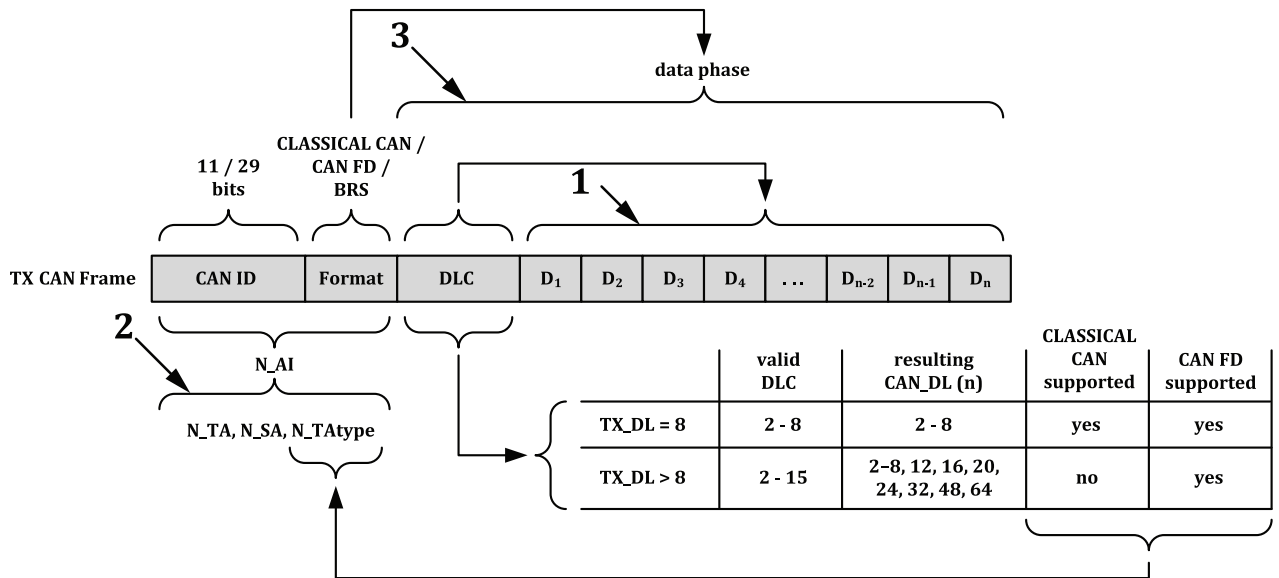 3
data phase
CLASSICAL CAN /
CAN FD /
BRS
11 / 29
bits
1
TX CAN Frame
CAN ID
Format
DLC
D1
D2
D3
D4
...
Dn-2
Dn-1
Dn
2
N_AI
N_TA, N_SA, N_TAtype
valid
DLC
resulting
CAN_DL (n)
CLASSICAL
CAN
supported
CAN FD
supported
TX_DL = 8
2 - 8
2 - 8
yes
yes
TX_DL > 8
2 - 15
2–8, 12, 16, 20,
24, 32, 48, 64
no
yes